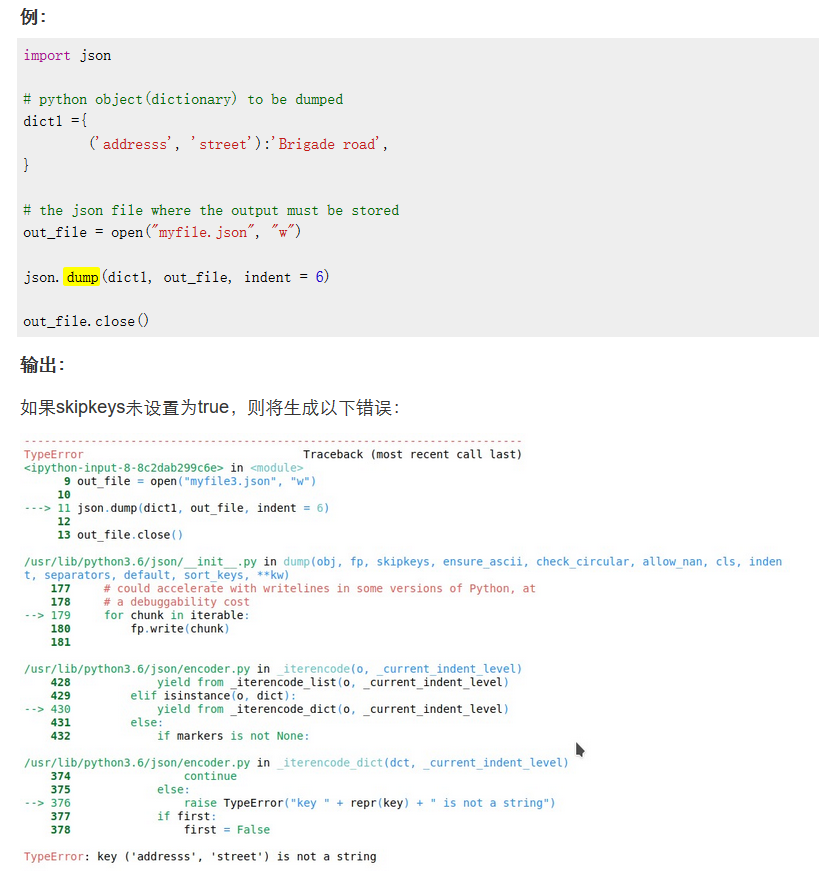 例：
import json
# python object(dictionary) to be dumped
dict1 ={
('addresss', 'street'):'Brigade road',
}
# the json file where the output must be stored
out_file = open("myfile.json", "w")
json.dump(dict1, out_file, indent = 6)
out_file.close()
输出：
如果skipkeys未设置为true，则将生成以下错误：
---------------------------------------------------------------------------
TypeError                                 Traceback (most recent call last)
<ipython-input-8-8c2dab299c6e> in <module>
9 out_file = open("myfile3.json", "w")
10
---> 11 json.dump(dict1, out_file, indent = 6)
12
13 out_file.close()
/usr/lib/python3.6/json/__init__.py in dump(obj, fp, skipkeys, ensure_ascii, check_circular, allow_nan, cls, inden
t, separators, default, sort_keys, **kw)
177     # could accelerate with writelines in some versions of Python, at
178     # a debuggability cost
--> 179     for chunk in iterable:
180         fp.write(chunk)
181
/usr/lib/python3.6/json/encoder.py in _iterencode(o, _current_indent_level)
428             yield from _iterencode_list(o, _current_indent_level)
429         elif isinstance(o, dict):
--> 430             yield from _iterencode_dict(o, _current_indent_level)
431         else:
432             if markers is not None:
/usr/lib/python3.6/json/encoder.py in _iterencode_dict(dct, _current_indent_level)
374                 continue
375             else:
--> 376                 raise TypeError("key " + repr(key) + " is not a string")
377             if first:
378                 first = False
TypeError: key ('addresss', 'street') is not a string